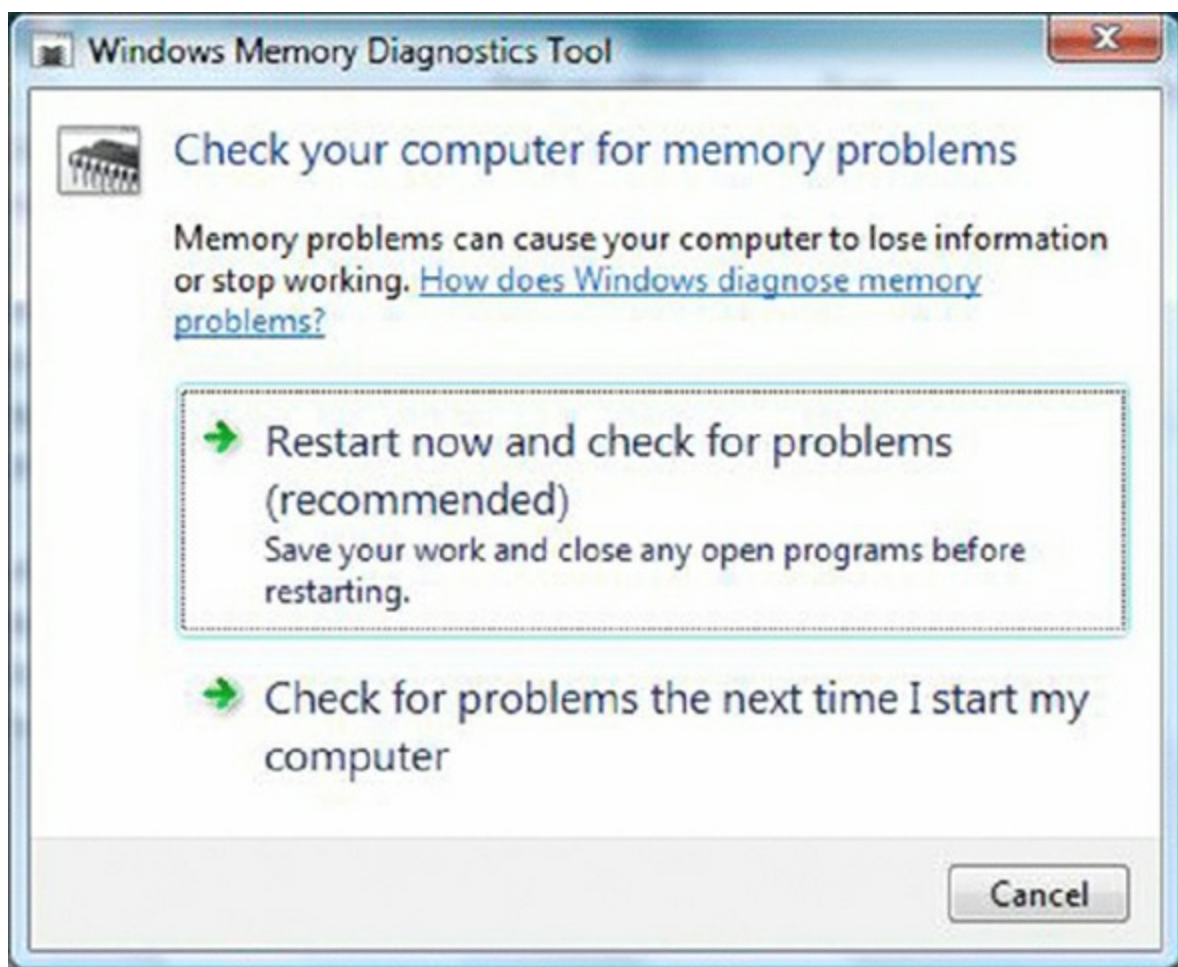 Windows Memory Diagnostics Tool
Check your computer for memory problems
Memory problems can cause your computer to lose information
or stop working. How does Windows diagnose memory
problems?
Restart now and check for problems
(recommended)
Save your work and close any open programs before
restarting.
Check for problems the next time I start my
computer
Cancel